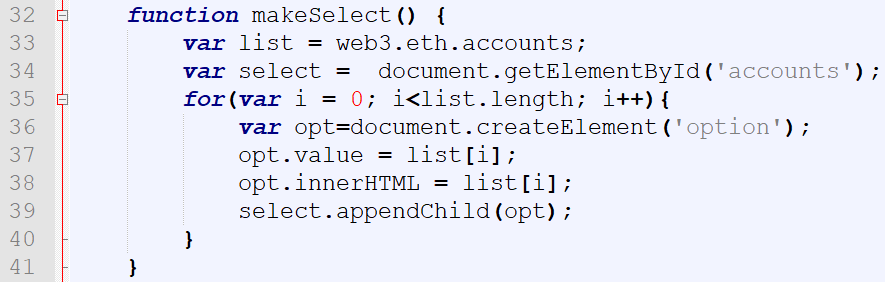 32 function makeSelect() {
33 var list = web3.eth.accounts;
34 var select =  document.getElementById('accounts');
35 for(var i = 0; i<list.length; i++){
36 var opt=document.createElement('option');
37 opt.value = list[i];
38 opt.innerHTML = list[i];
39 select.appendChild(opt);
40 }
41 }